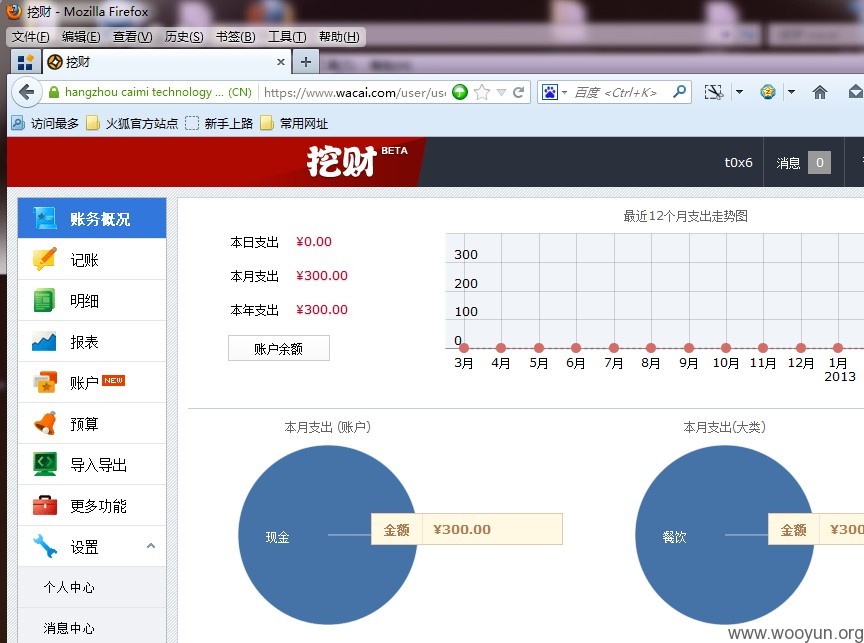 挖财 - Mozilla Firefox
文件(F) 编辑(E) 查看(V) 历史(S) 书签(B) 工具(T) 帮助(H)
挖财
hangzhou caimi technology ... (CN) https://www.wacai.com/user/use 百度 <Ctrl+K>
访问最多 火狐官方站点 新手上路 常用网址
挖财 BETA t0x6 消息 0
账务概况
记账
明细
报表
账户 NEW
预算
导入导出
更多功能
设置
个人中心
消息中心
本日支出 ¥0.00
本月支出 ¥300.00
本年支出 ¥300.00
账户余额
最近12个月支出走势图
300
200
100
0
3月 4月 5月 6月 7月 8月 9月 10月 11月 12月 1月
2013
本月支出 (账户)
现金 金额 ¥300.00
本月支出(大类)
餐饮 金额 ¥300
www.wooyun.org